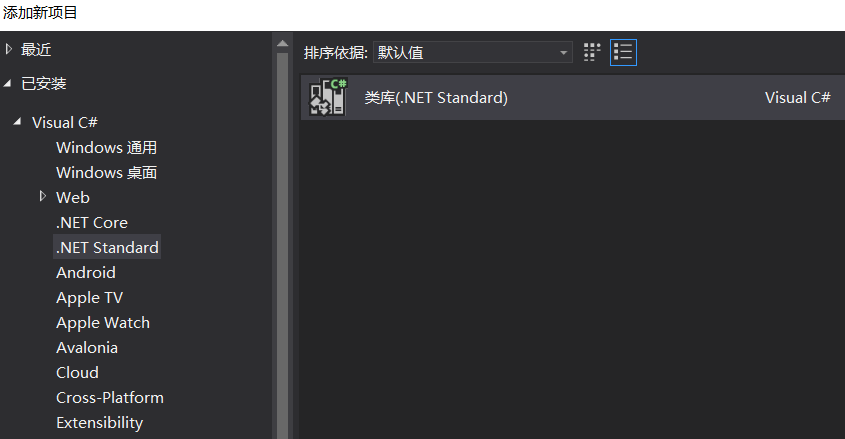 添加新项目
最近
已安装
Visual C#
Windows 通用
Windows 桌面
Web
.NET Core
.NET Standard
Android
Apple TV
Apple Watch
Avalonia
Cloud
Cross-Platform
Extensibility
排序依据: 默认值
C#
类库(.NET Standard) Visual C#